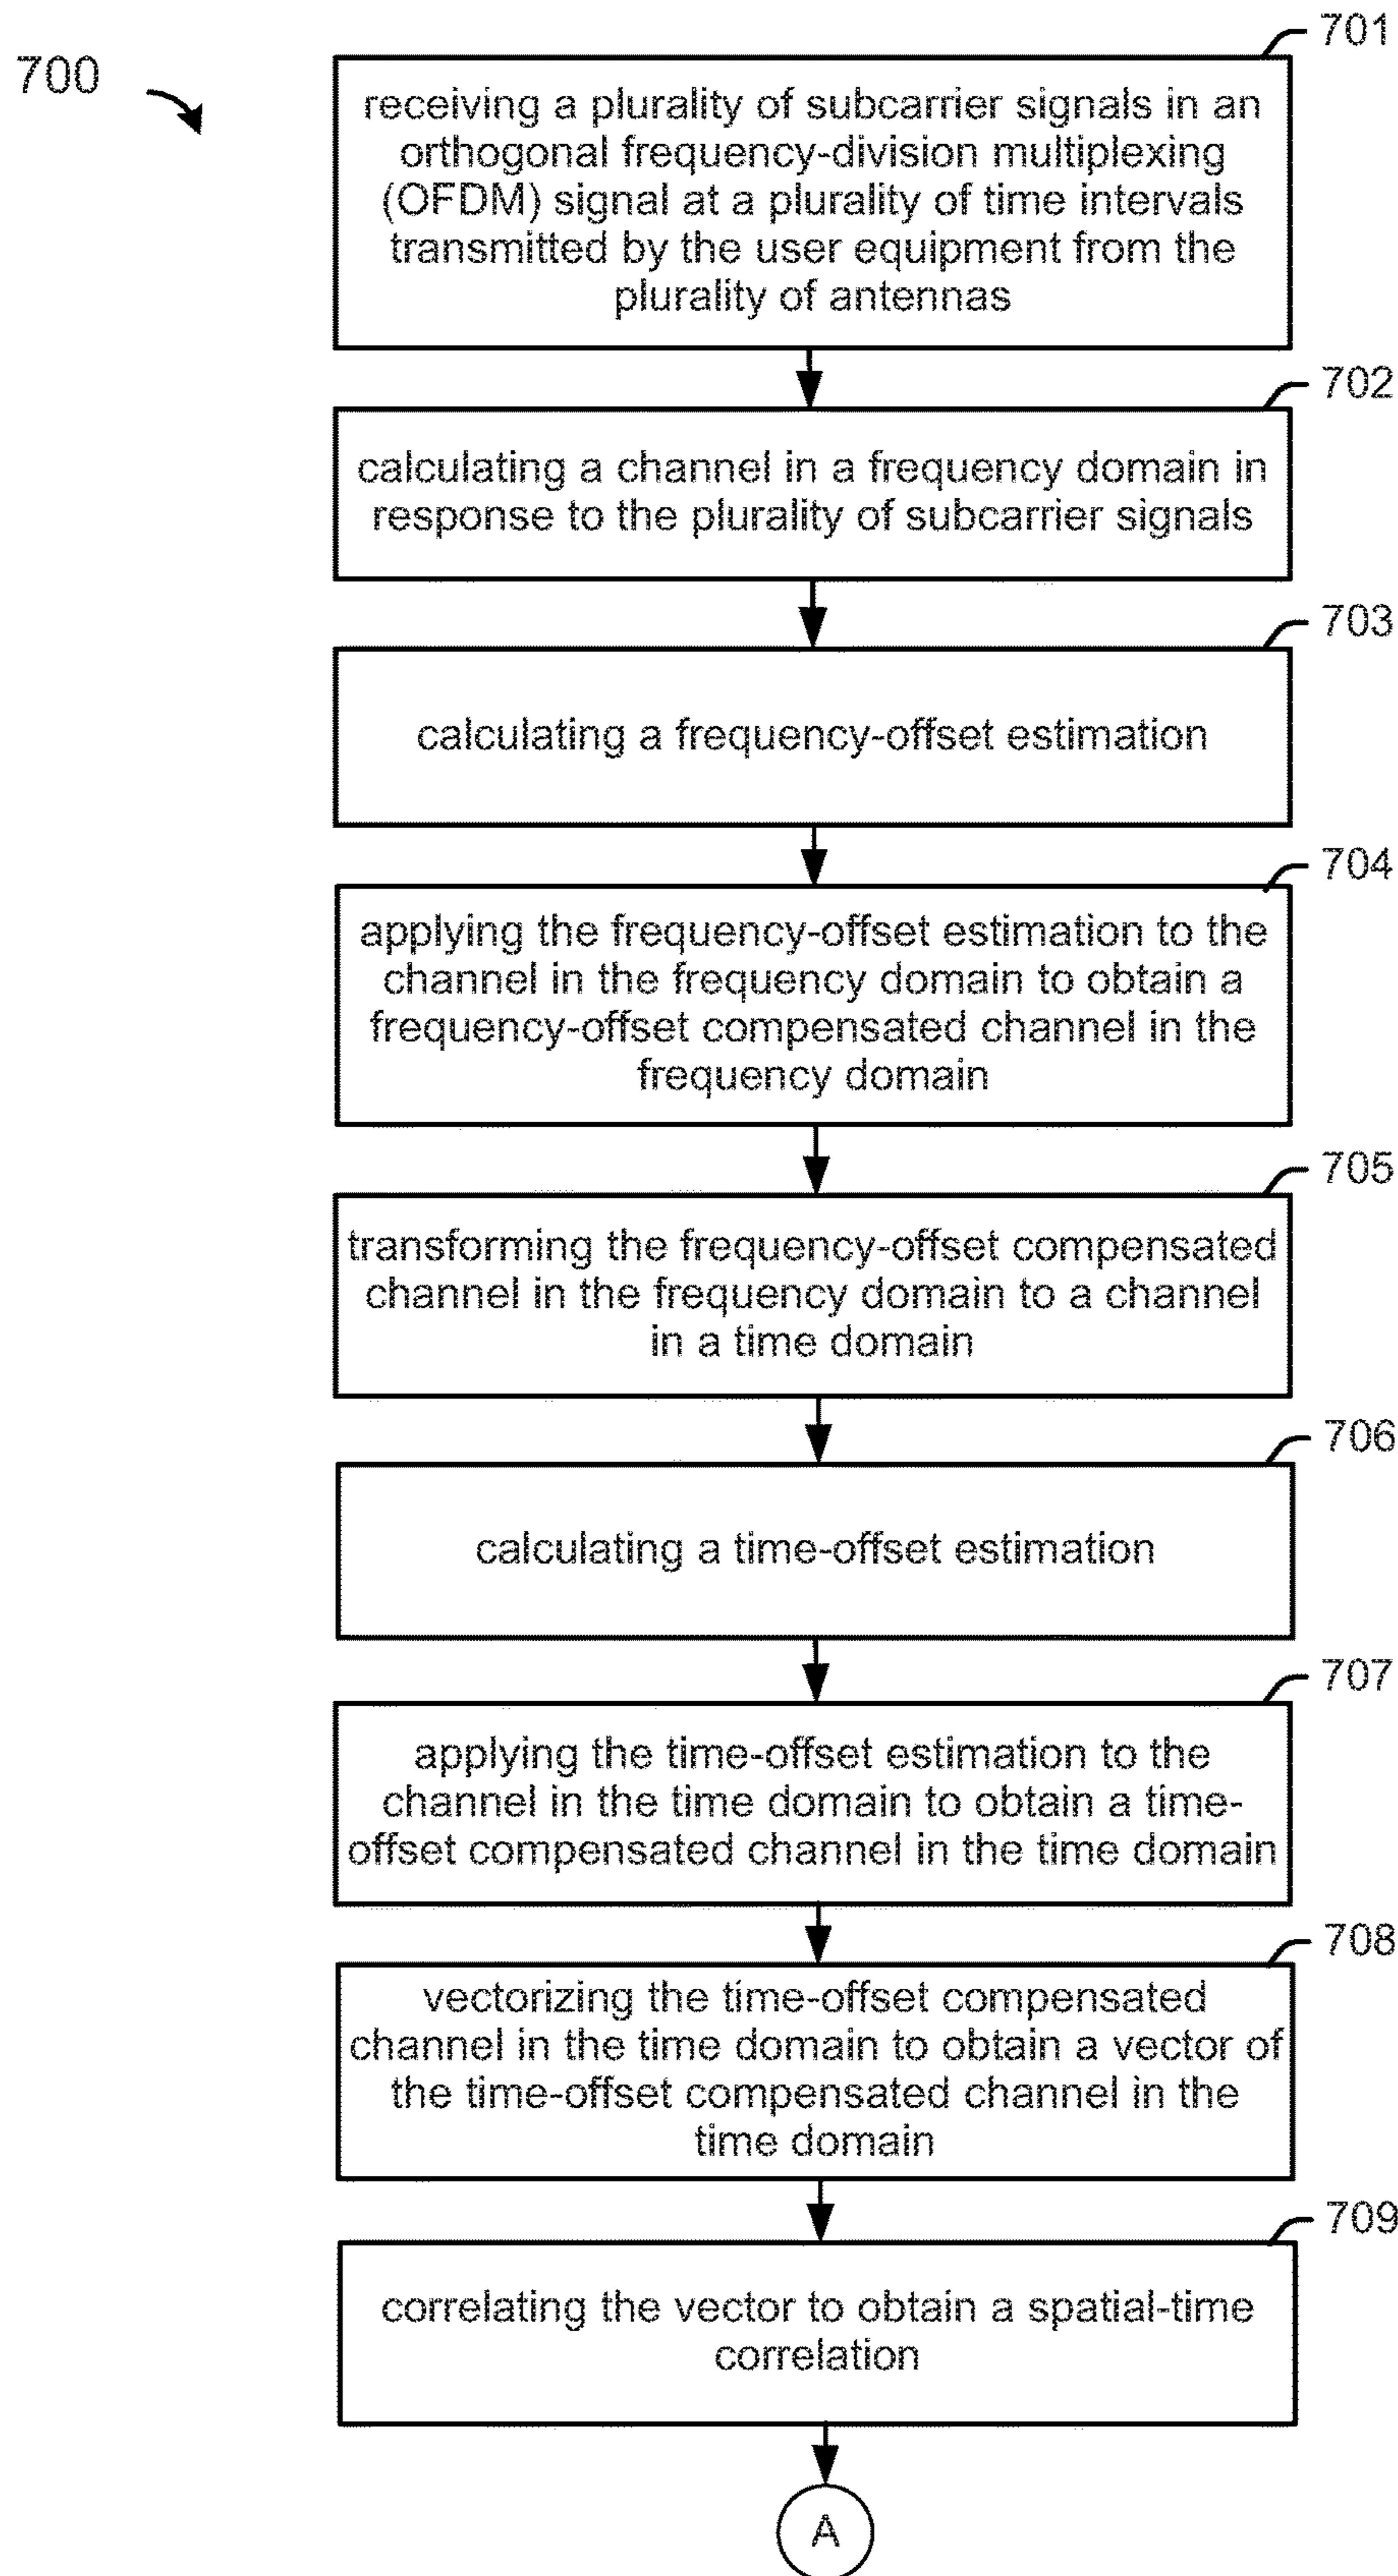 700
701
receiving a plurality of subcarrier signals in an
orthogonal frequency-division multiplexing
(OFDM) signal at a plurality of time intervals
transmitted by the user equipment from the
plurality of antennas
702
calculating a channel in a frequency domain in
response to the plurality of subcarrier signals
703
calculating a frequency-offset estimation
704
applying the frequency-offset estimation to the
channel in the frequency domain to obtain a
frequency-offset compensated channel in the
frequency domain
705
transforming the frequency-offset compensated
channel in the frequency domain to a channel
in a time domain
706
calculating a time-offset estimation
707
applying the time-offset estimation to the
channel in the time domain to obtain a time-
offset compensated channel in the time domain
708
vectorizing the time-offset compensated
channel in the time domain to obtain a vector of
the time-offset compensated channel in the
time domain
709
correlating the vector to obtain a spatial-time
correlation
A